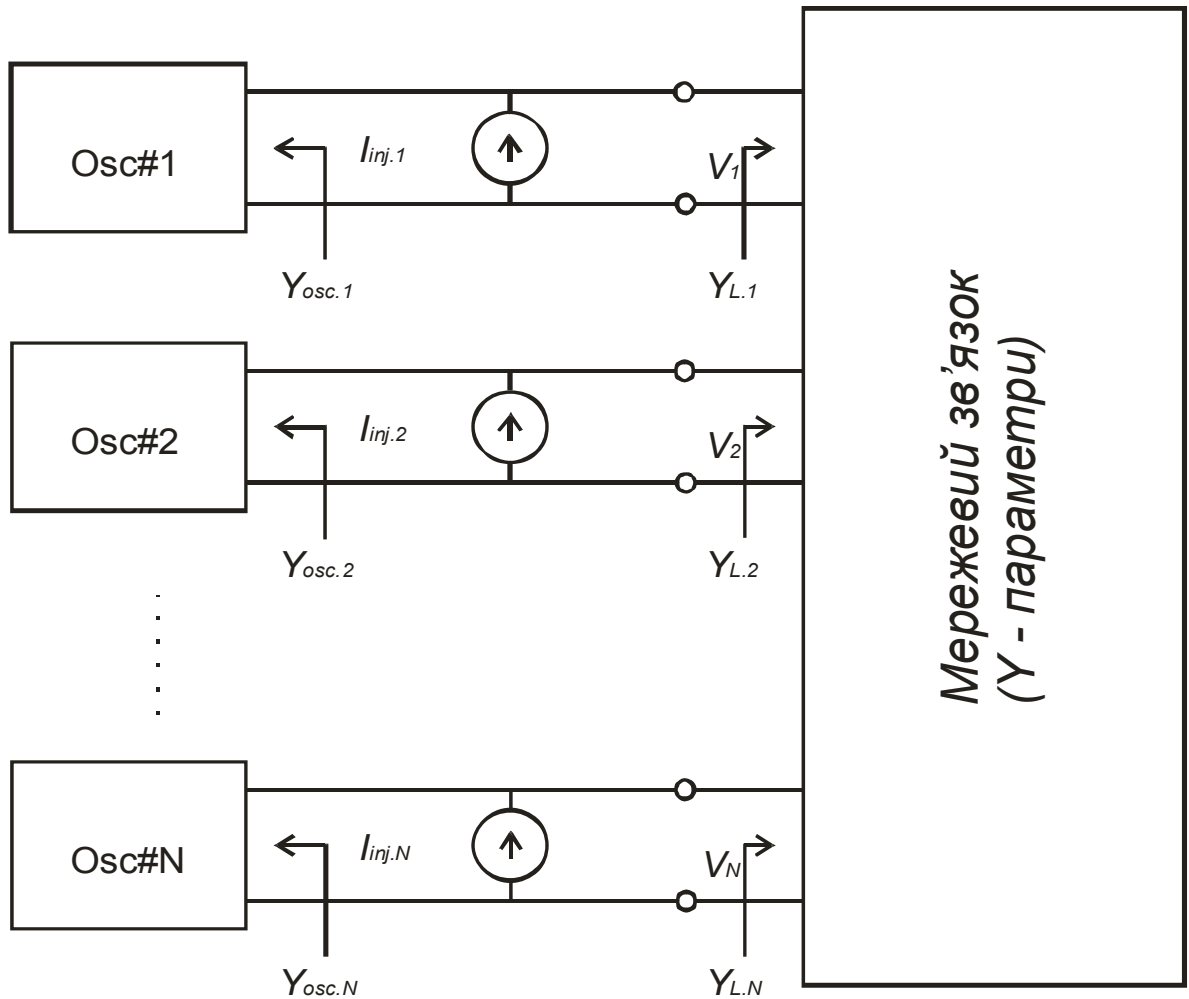 Osc#1
Iinj.1
V1
Yosc.1
YL.1
Osc#2
Iinj.2
V2
Yosc.2
YL.2
Osc#N
Iinj.N
VN
Yosc.N
YL.N
Мережевий зв’язок
(Y - параметри)